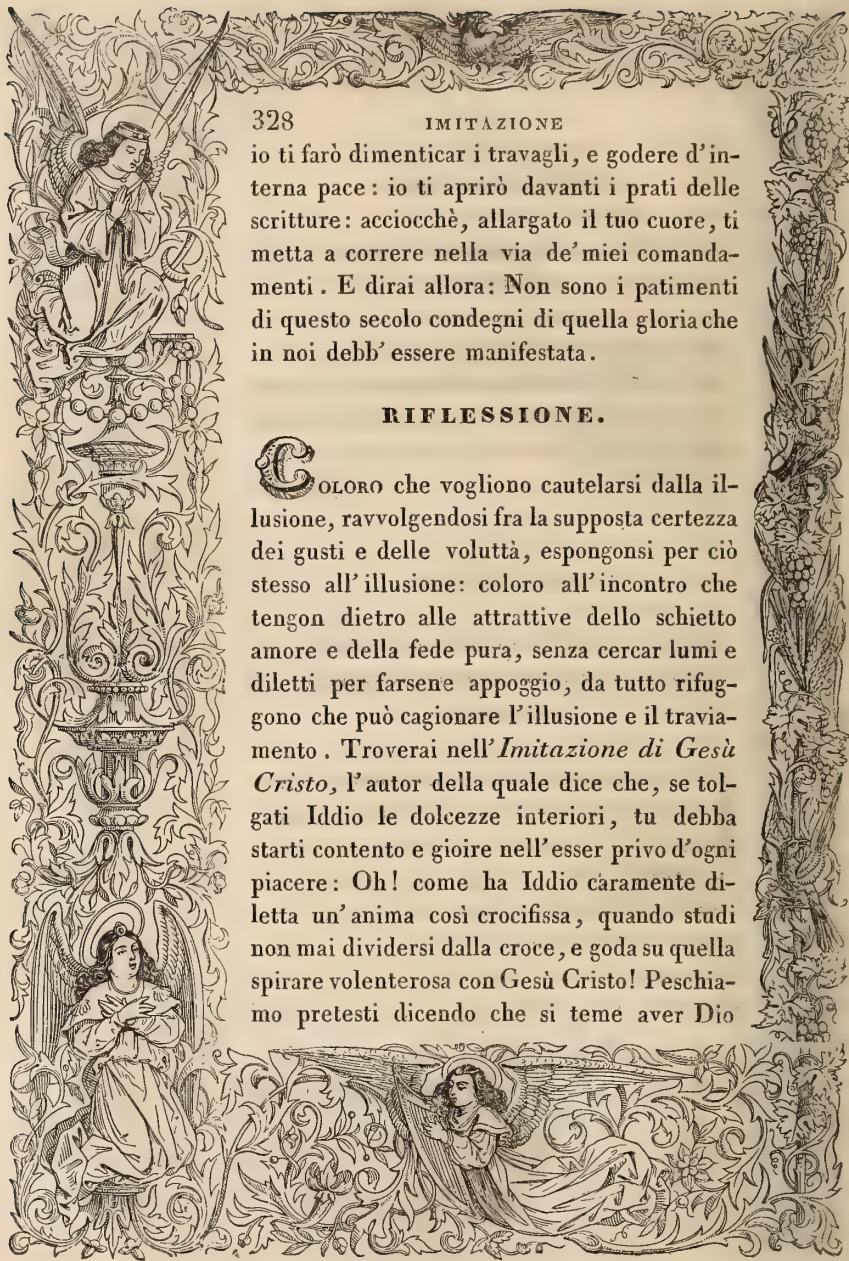 328 IMITAZIONE
io ti farò dimenticar i travagli, e godere d'in-
terna pace : io ti aprirò davanti i prati delle
scritture : acciocchè, allargato il tuo cuore, ti
metta a correre nella via de' miei comanda-
menti . E dirai allora: Non sono i patimenti
di questo secolo condegni di quella gloria che
in noi debb' essere manifestata .
RIFLESSIONE.
COLORO che vogliono cautelarsi dalla il-
lusione, ravvolgendosi fra la supposta certezza
dei gusti e delle voluttà, espongonsi per ciò
stesso all' illusione: coloro all' incontro che
tengon dietro alle attrattive dello schietto
amore e della fede pura, senza cercar lumi e
diletti per farsene appoggio, da tutto rifug-
gono che può cagionare l' illusione e il travia-
mento . Troverai nell' Imitazione di Gesù
Cristo, l' autor della quale dice che, se tol-
gati Iddio le dolcezze interiori, tu debba
starti contento e gioire nell' esser privo d' ogni
piacere : Oh! come ha Iddio caramente di-
letta un' anima così crocifissa, quando studi
non mai dividersi dalla croce, e goda su quella
spirare volenterosa con Gesù Cristo! Peschia-
mo pretesti dicendo che si teme aver Dio